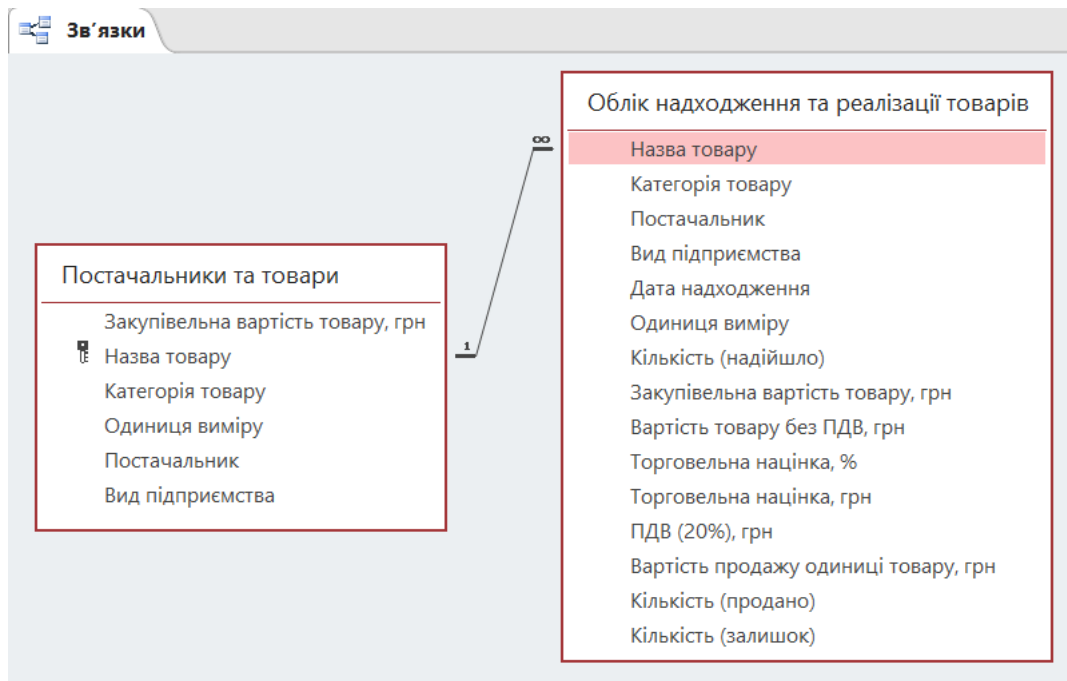 Зв´язки
Постачальники та товари
Закупівельна вартість товару, грн
Назва товару
Категорія товару
Одиниця виміру
Постачальник
Вид підприємства
1
∞
Облік надходження та реалізації товарів
Назва товару
Категорія товару
Постачальник
Вид підприємства
Дата надходження
Одиниця виміру
Кількість (надійшло)
Закупівельна вартість товару, грн
Вартість товару без ПДВ, грн
Торговельна націнка, %
Торговельна націнка, грн
ПДВ (20%), грн
Вартість продажу одиниці товару, грн
Кількість (продано)
Кількість (залишок)